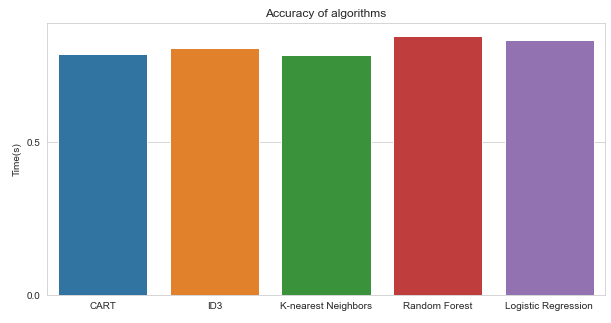 Accuracy of algorithms
Time(s)
0.5
0.0
CART
ID3
K-nearest Neighbors
Random Forest
Logistic Regression